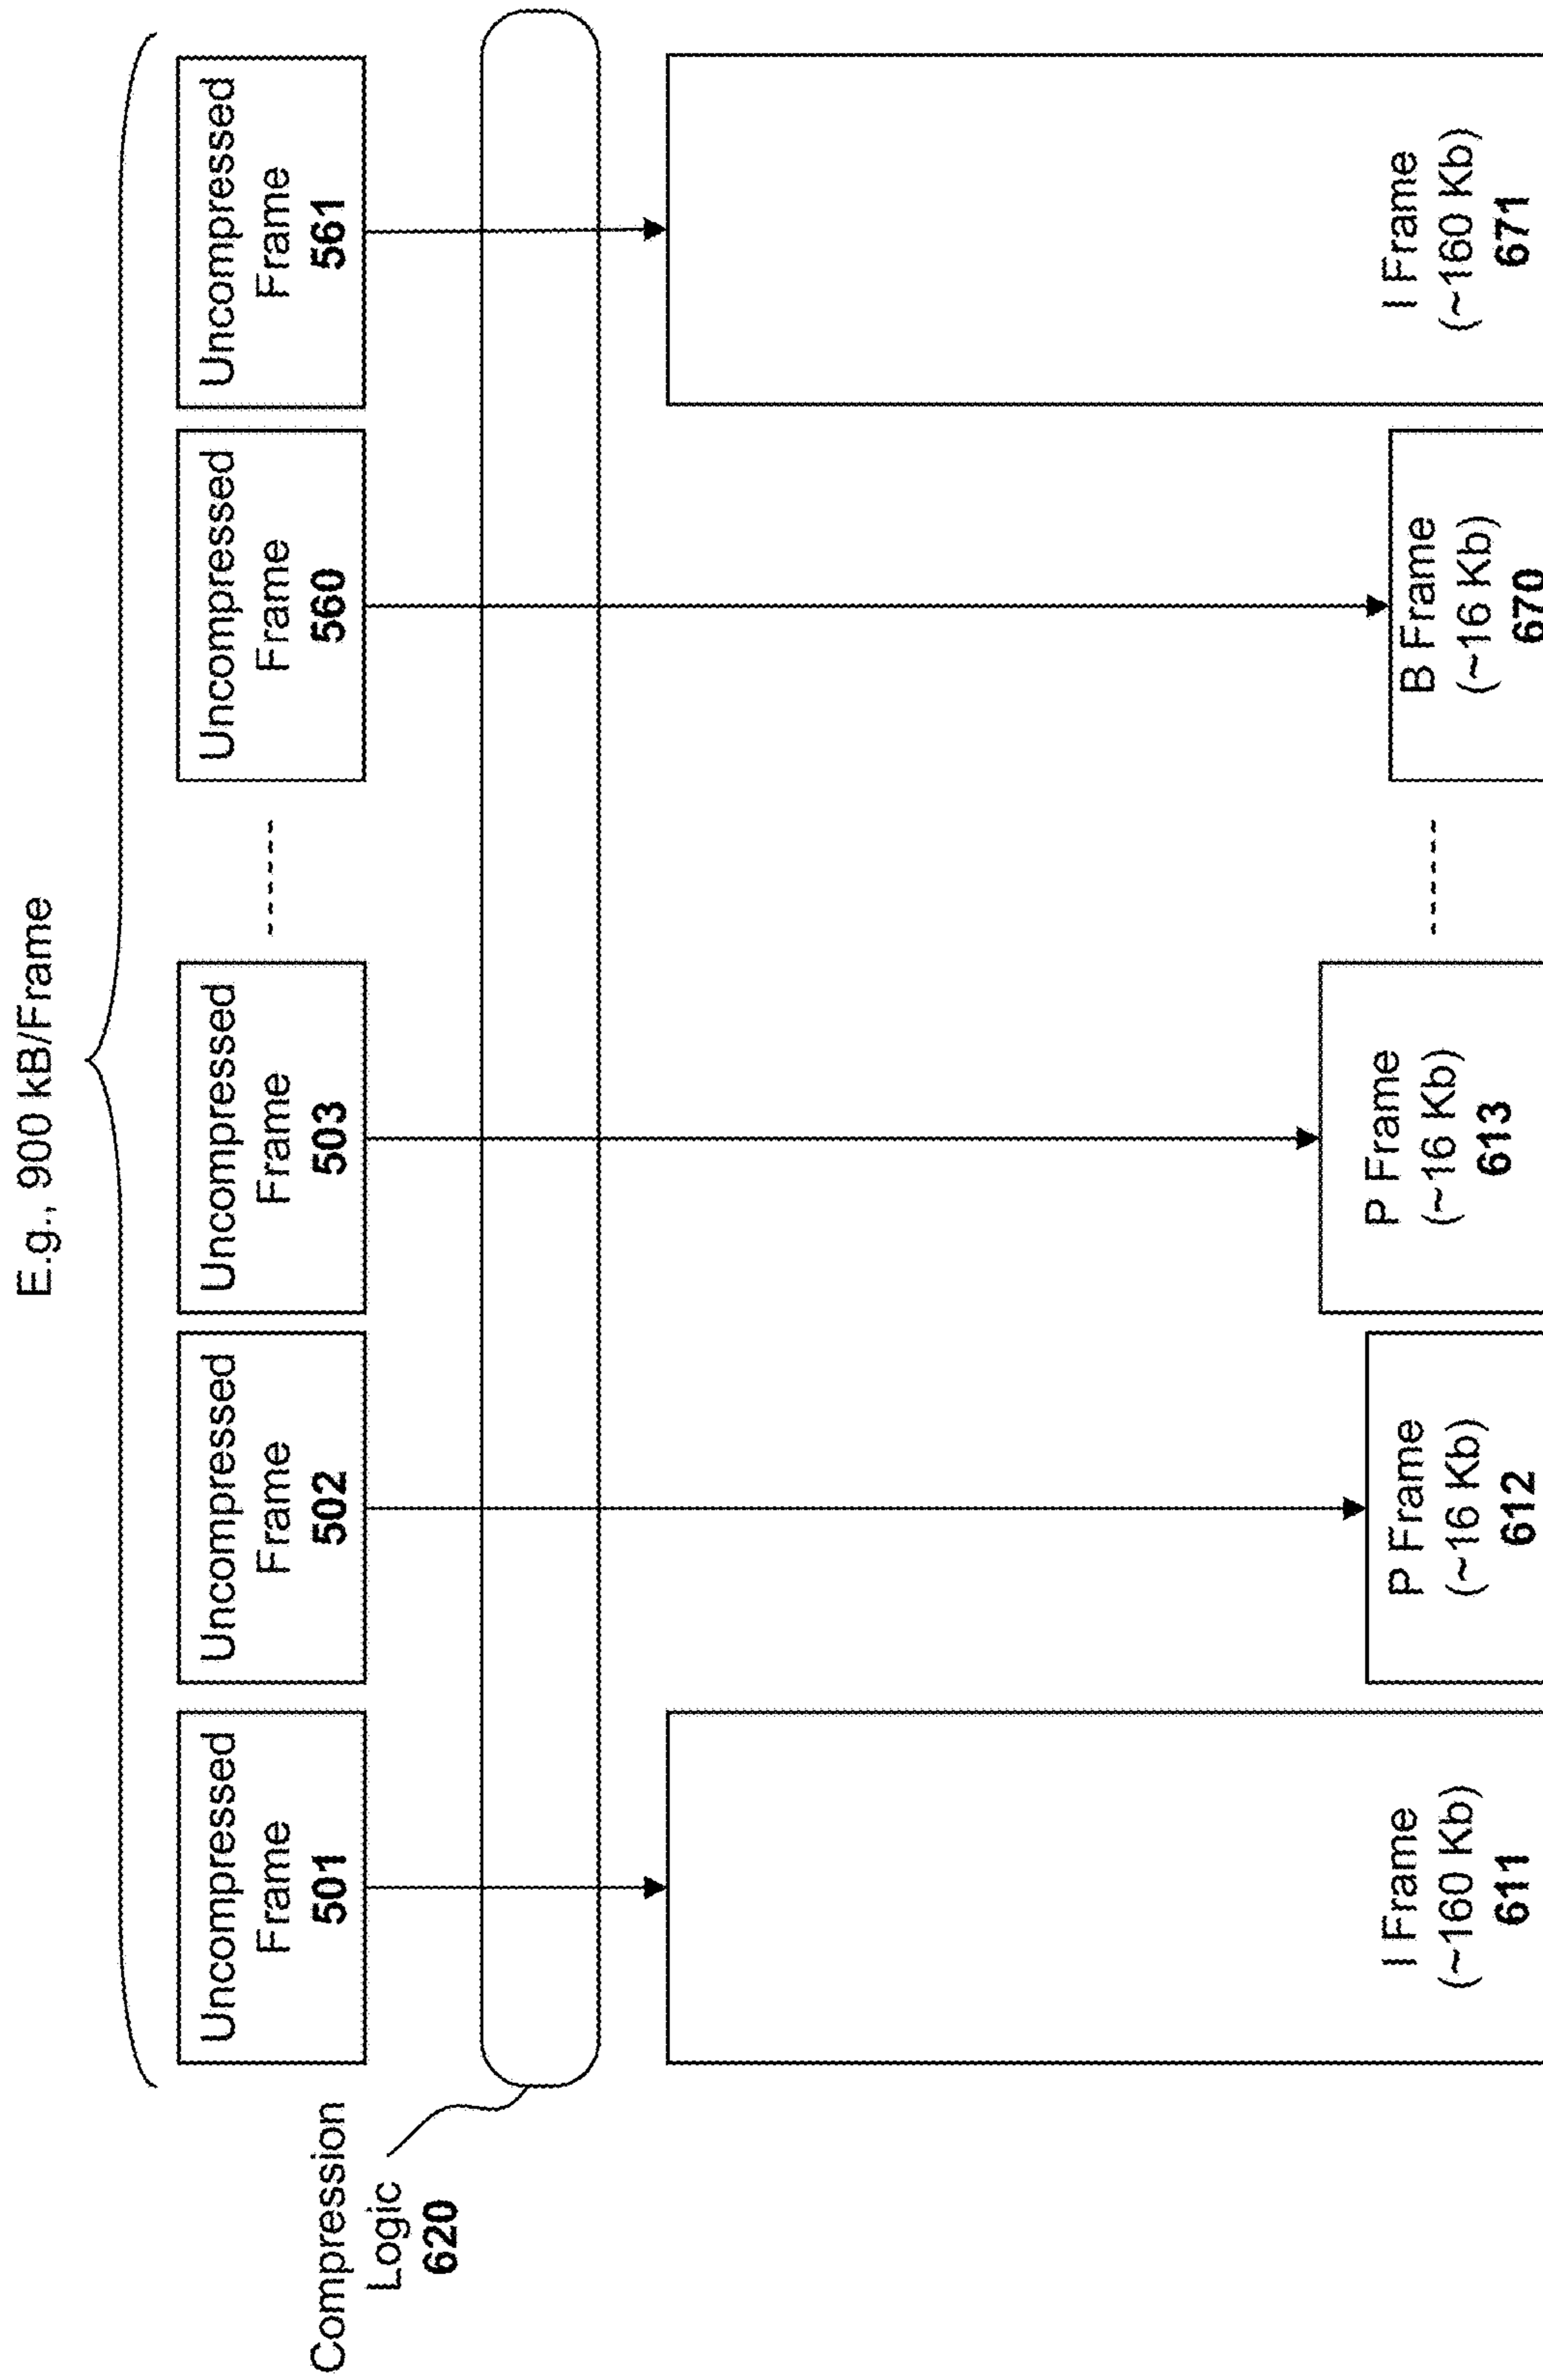 E.g., 900 kB/Frame
Uncompressed
Frame
501
Uncompressed
Frame
502
Uncompressed
Frame
503
Uncompressed
Frame
560
Uncompressed
Frame
561
Compression
Logic
620
I Frame
(~160 Kb)
611
P Frame
(~16 Kb)
612
P Frame
(~16 Kb)
613
B Frame
(~16 Kb)
670
I Frame
(~160 Kb)
671